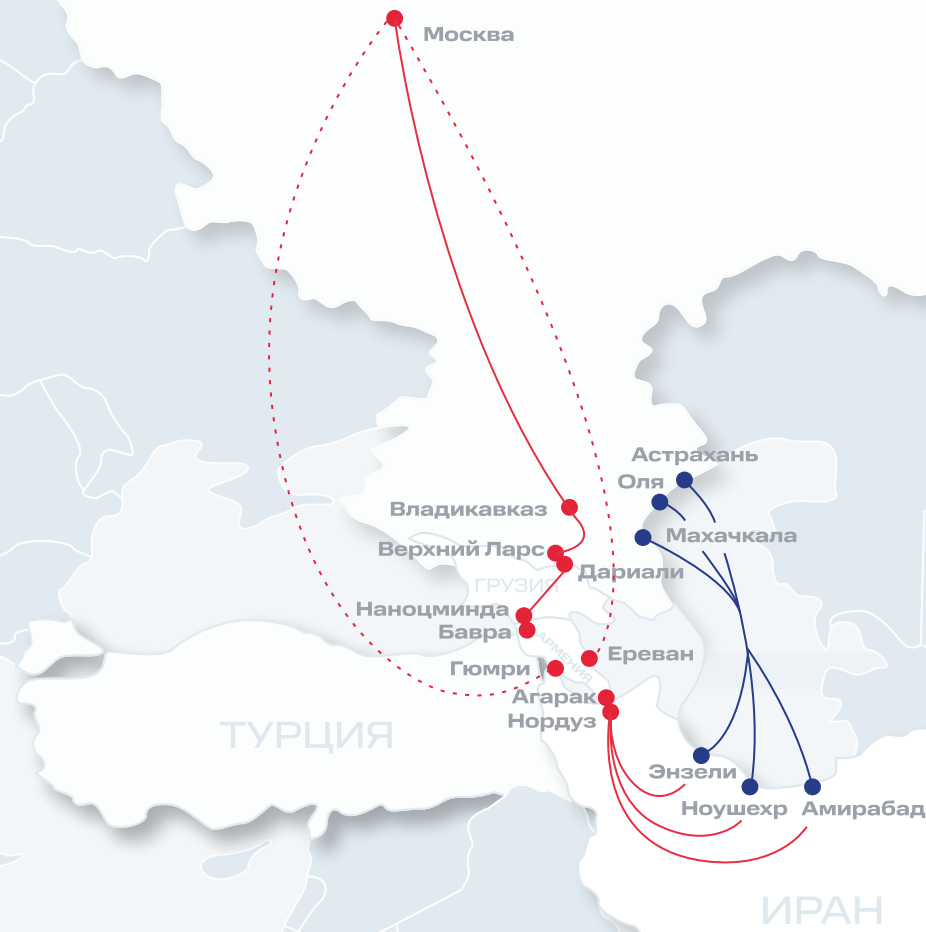 Москва
Астрахань
Оля
Владикавказ
Махачкала
Верхний Ларс
Дариали
ГРУЗИЯ
Наноцминда
Бавра
АРМЕНИЯ
Ереван
Гюмри
Агарак
Нордуз
ТУРЦИЯ
Энзели
Ноушехр
Амирабад
ИРАН